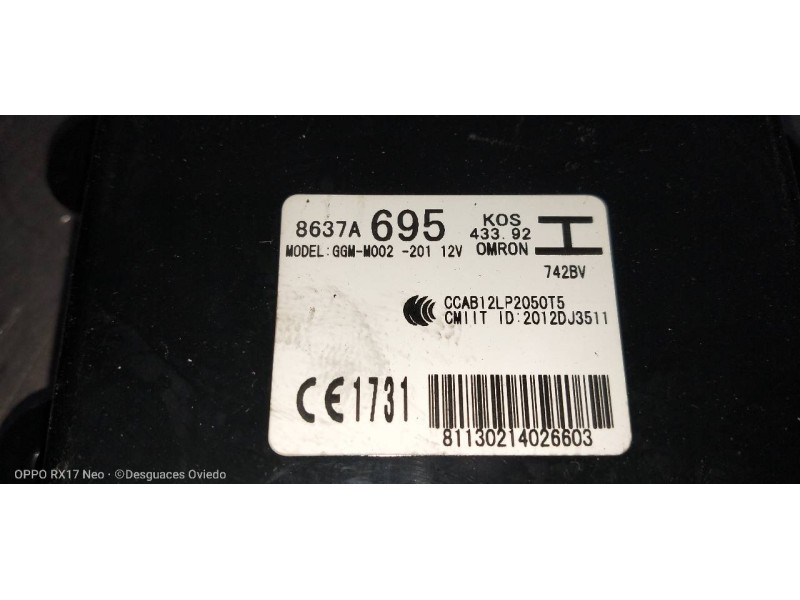 8637A 695 KOS
433.92
MODEL:GGM-M002 -201 12V OMRON
742BV
CCAB12LP2050T5
CMIIT ID:2012DJ3511
CE1731
81130214026603
OPPO RX17 Neo · ©Desguaces Oviedo